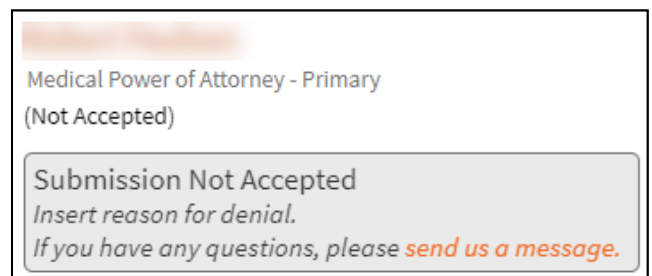 Medical Power of Attorney - Primary
(Not Accepted)
Submission Not Accepted
Insert reason for denial.
If you have any questions, please send us a message.